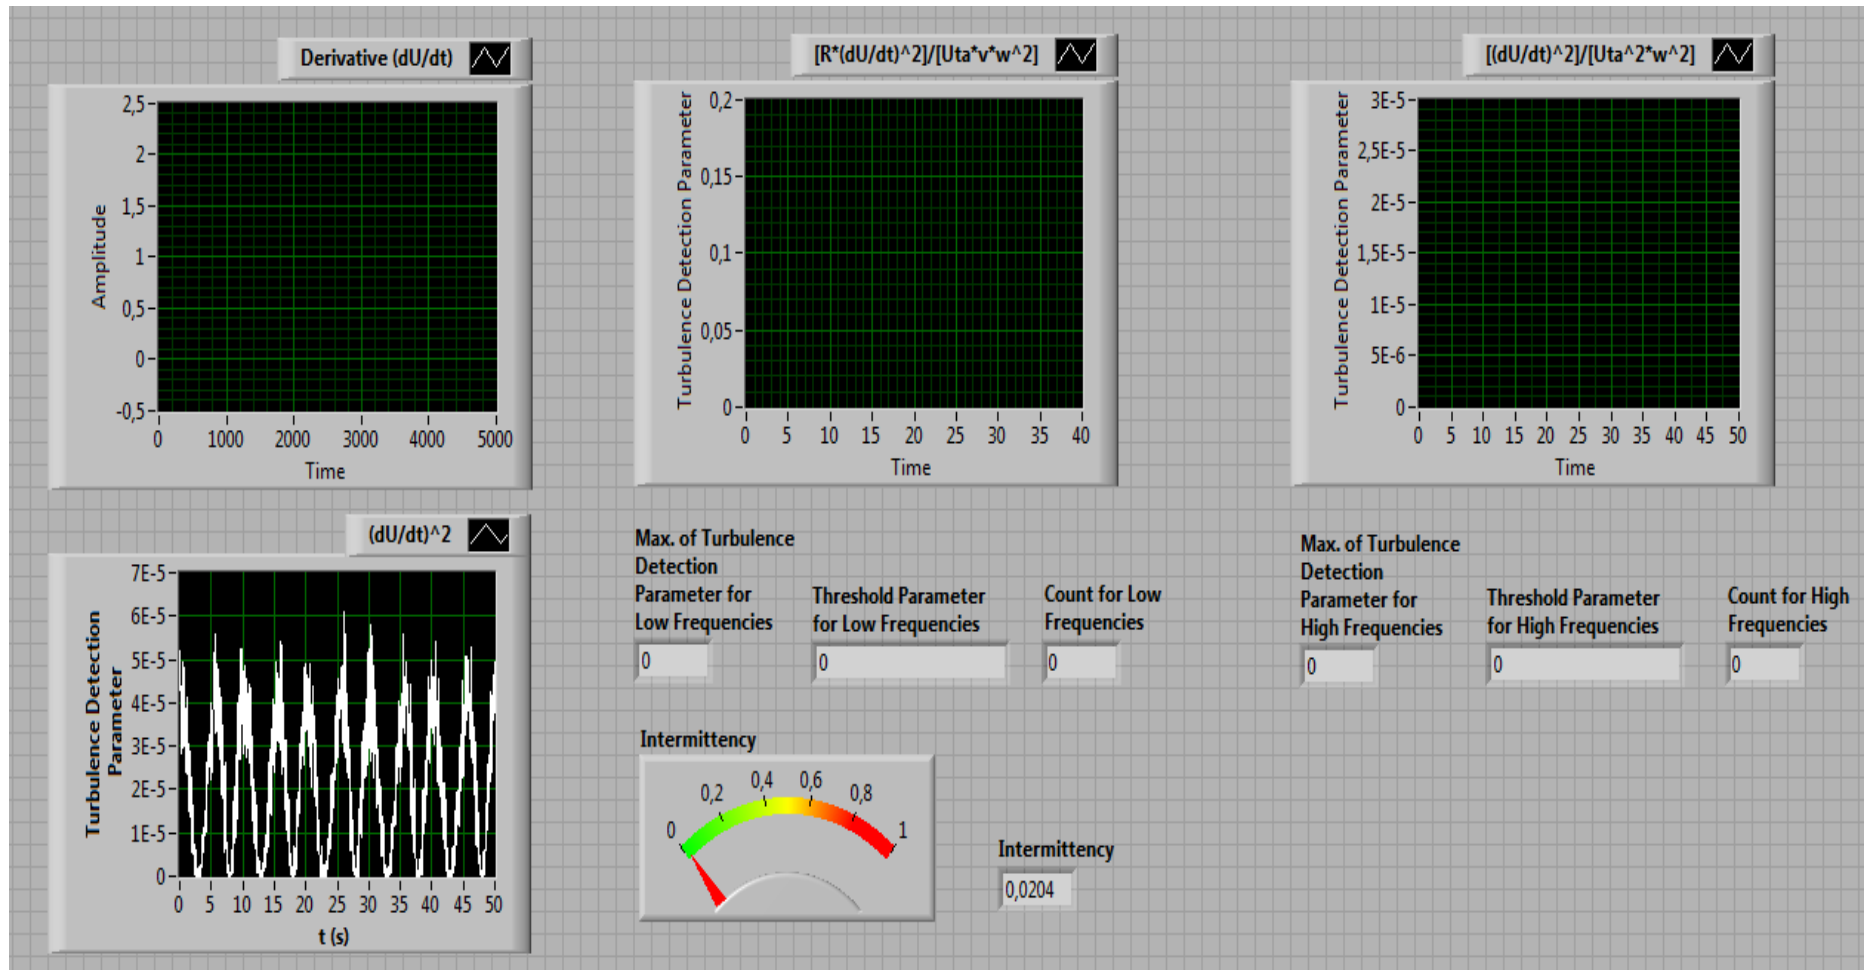 Derivative (dU/dt)
2,5
2
1,5
1
0,5
0
-0,5
Amplitude
0 1000 2000 3000 4000 5000
Time
[R*(dU/dt)^2]/[Uta*v*w^2]
0,2
0,15
0,1
0,05
0
Turbulence Detection Parameter
0 5 10 15 20 25 30 35 40
Time
[(dU/dt)^2]/[Uta^2*w^2]
3E-5
2,5E-5
2E-5
1,5E-5
1E-5
5E-6
0
Turbulence Detection Parameter
0 5 10 15 20 25 30 35 40 45 50
Time
(dU/dt)^2
7E-5
6E-5
5E-5
4E-5
3E-5
2E-5
1E-5
0
Turbulence Detection
Parameter
0 5 10 15 20 25 30 35 40 45 50
t (s)
Max. of Turbulence
Detection
Parameter for
Low Frequencies
0
Threshold Parameter
for Low Frequencies
0
Count for Low
Frequencies
0
Max. of Turbulence
Detection
Parameter for
High Frequencies
0
Threshold Parameter
for High Frequencies
0
Count for High
Frequencies
0
Intermittency
0 0,2 0,4 0,6 0,8 1
Intermittency
0,0204